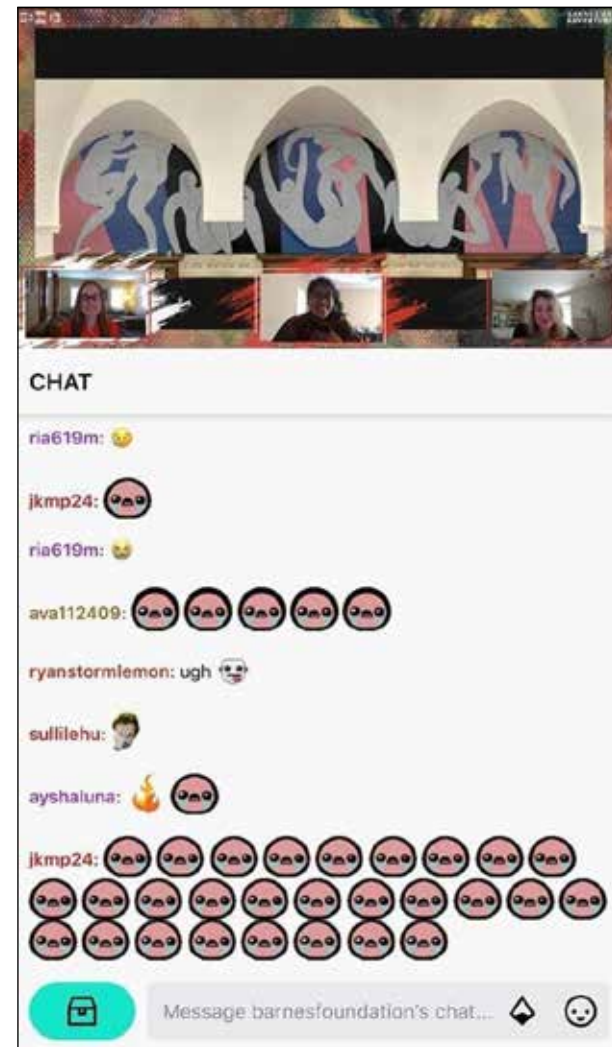 CHAT
ria619m:
jkmp24:
ria619m:
ava112409:
ryanstormlemon: ugh
sullilehu:
ayshaluna:
jkmp24:
Message barnesfoundation's chat...